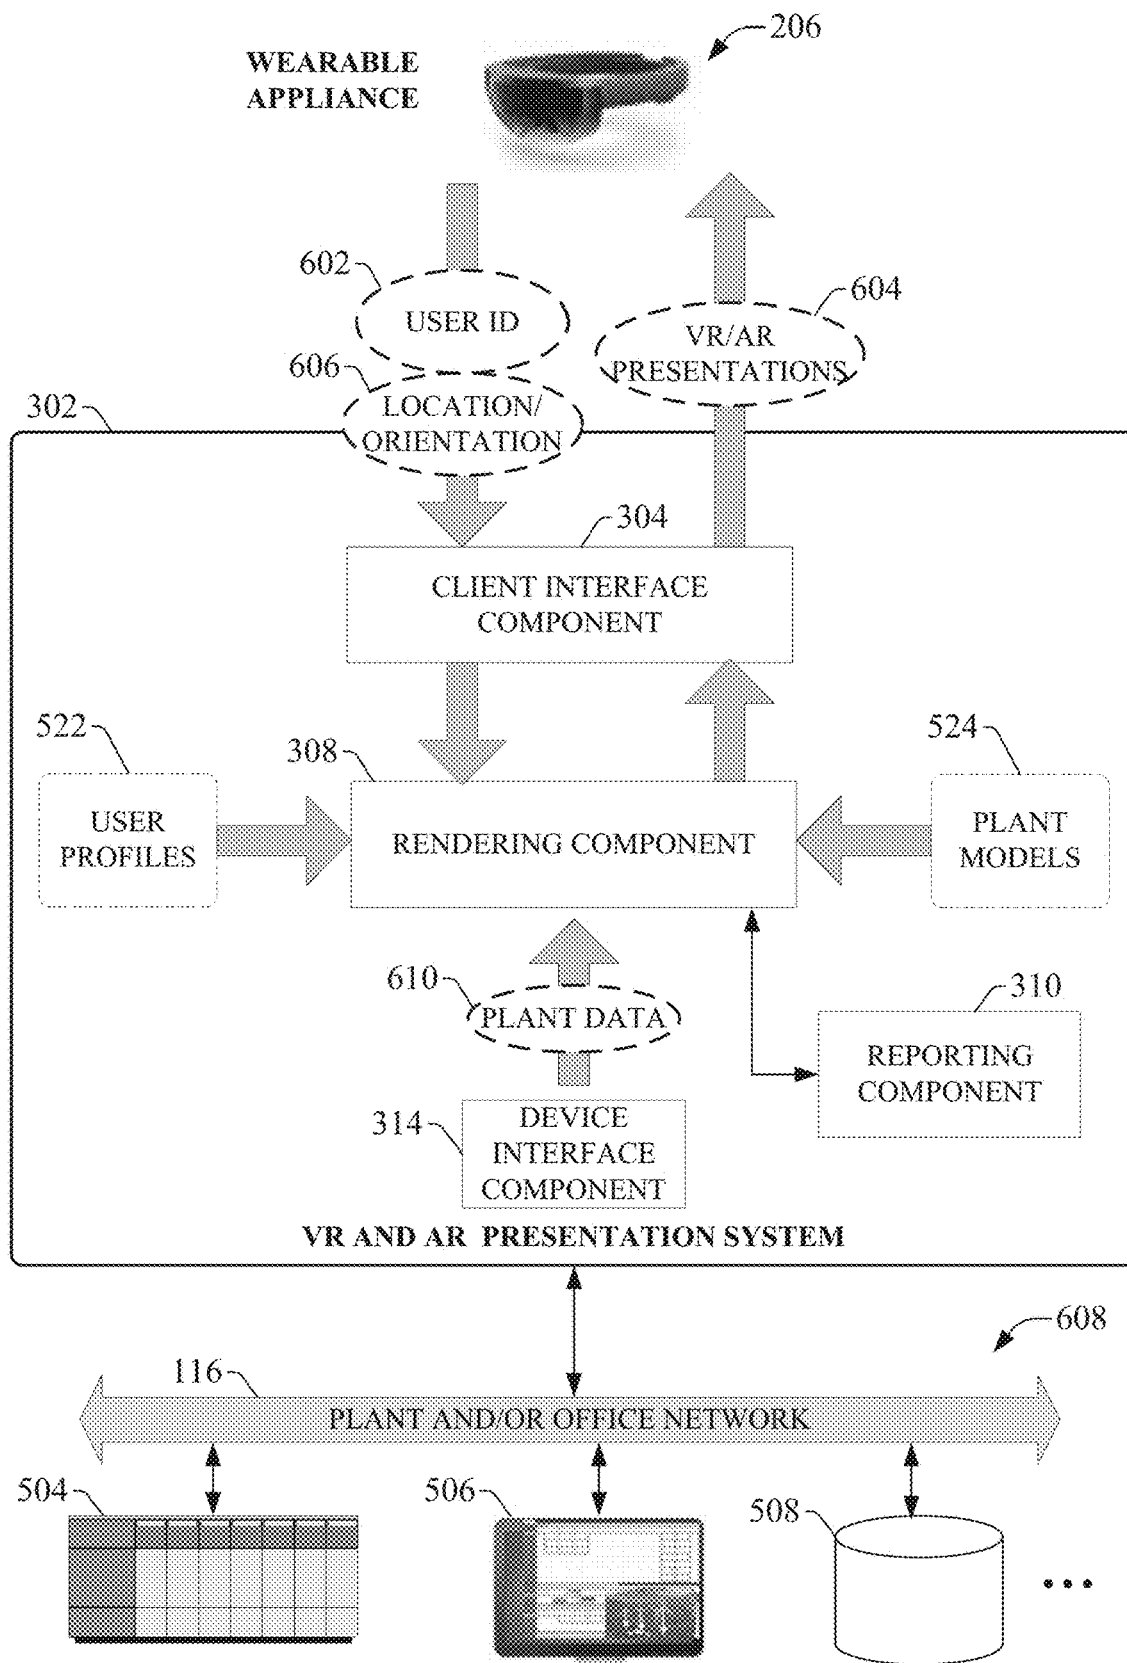 206
WEARABLE
APPLIANCE
602
USER ID
604
VR/AR
PRESENTATIONS
606
LOCATION/
ORIENTATION
302
304
CLIENT INTERFACE
COMPONENT
522
USER
PROFILES
308
RENDERING COMPONENT
524
PLANT
MODELS
610
PLANT DATA
310
REPORTING
COMPONENT
314
DEVICE
INTERFACE
COMPONENT
VR AND AR PRESENTATION SYSTEM
608
116
PLANT AND/OR OFFICE NETWORK
504
506
508